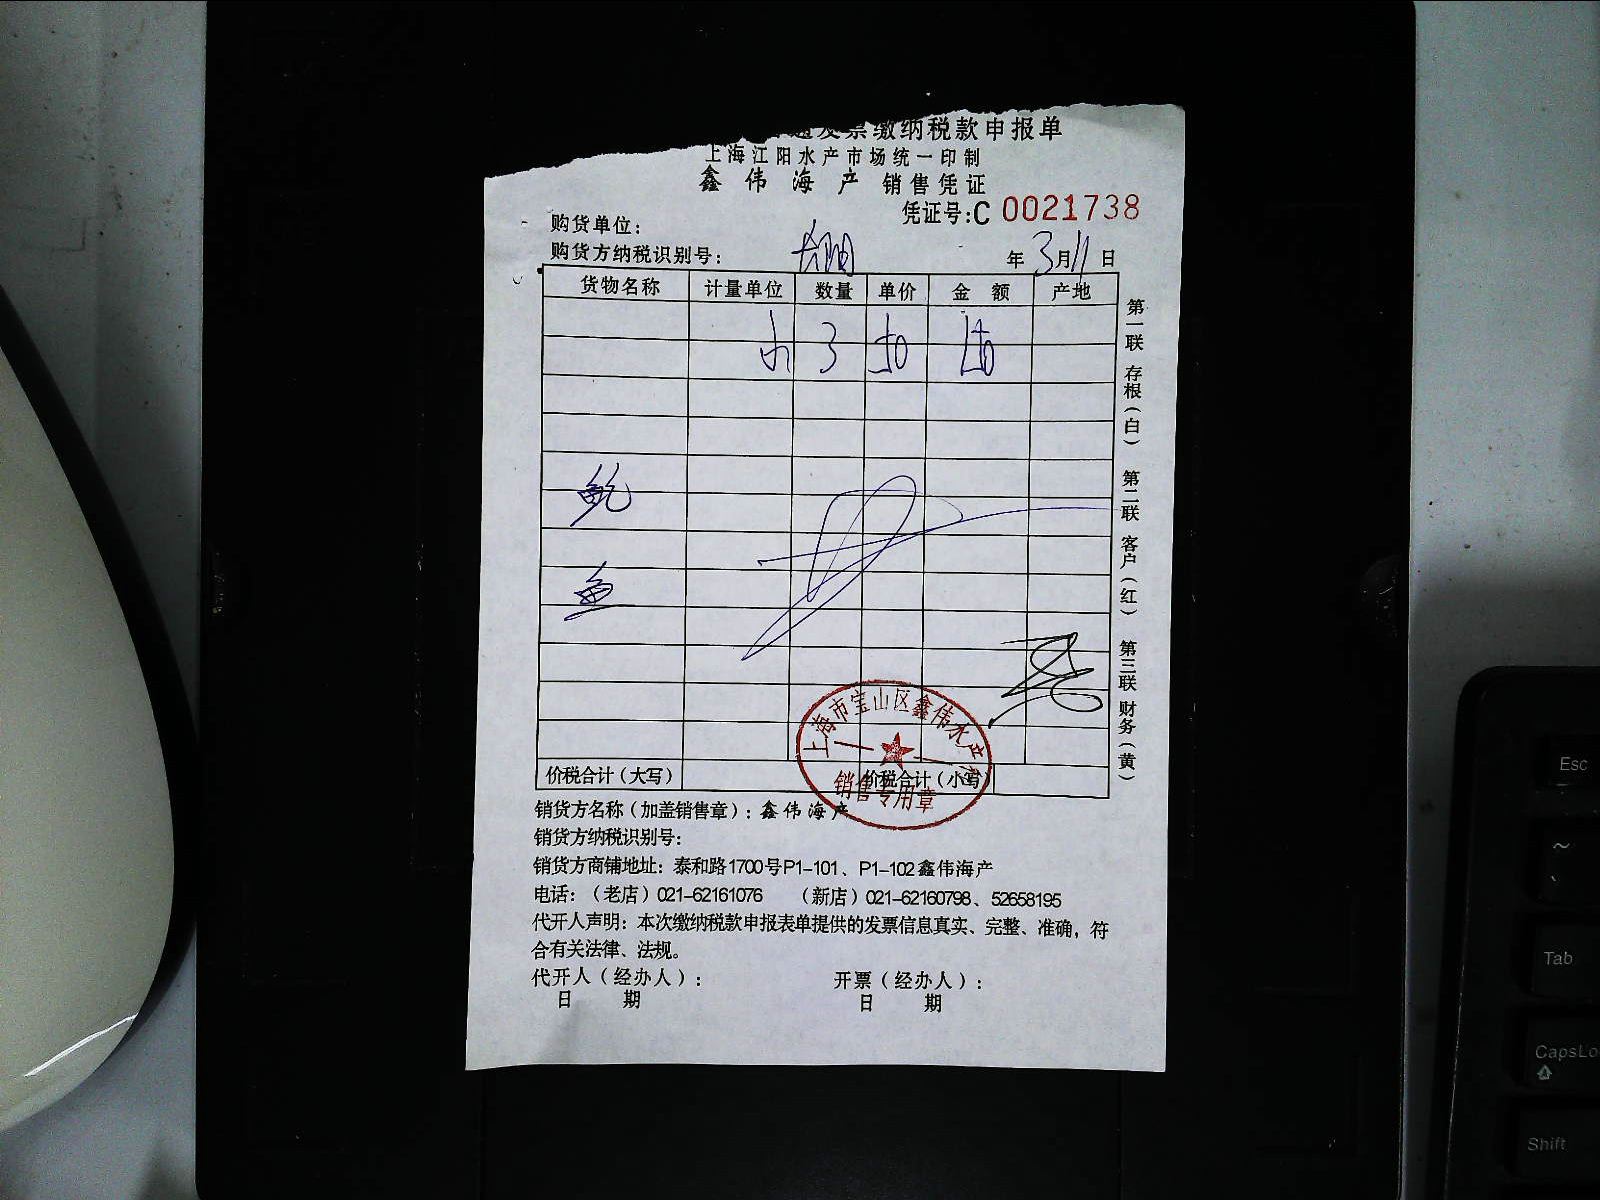 通发票缴纳税款申报单
上海江阳水产市场统一印制
鑫伟海产销售凭证
凭证号:C 0021738
购货单位:
购货方纳税识别号:
年3月11日
货物名称 计量单位 数量 单价 金额 产地
3
鲍
鱼
价税合计(大写) 价税合计(小写)
第一联 存根(白) 第二联 客户(红) 第三联 财务(黄)
上海市宝山区鑫伟水产
销售专用章
销货方名称(加盖销售章):鑫伟海产
销货方纳税识别号:
销货方商铺地址:泰和路1700号P1-101、P1-102鑫伟海产
电话:(老店)021-62161076 (新店)021-62160798、52658195
代开人声明:本次缴纳税款申报表单提供的发票信息真实、完整、准确,符
合有关法律、法规。
代开人(经办人): 开票(经办人):
日期 日期
Esc
~
Tab
CapsLo
Shift